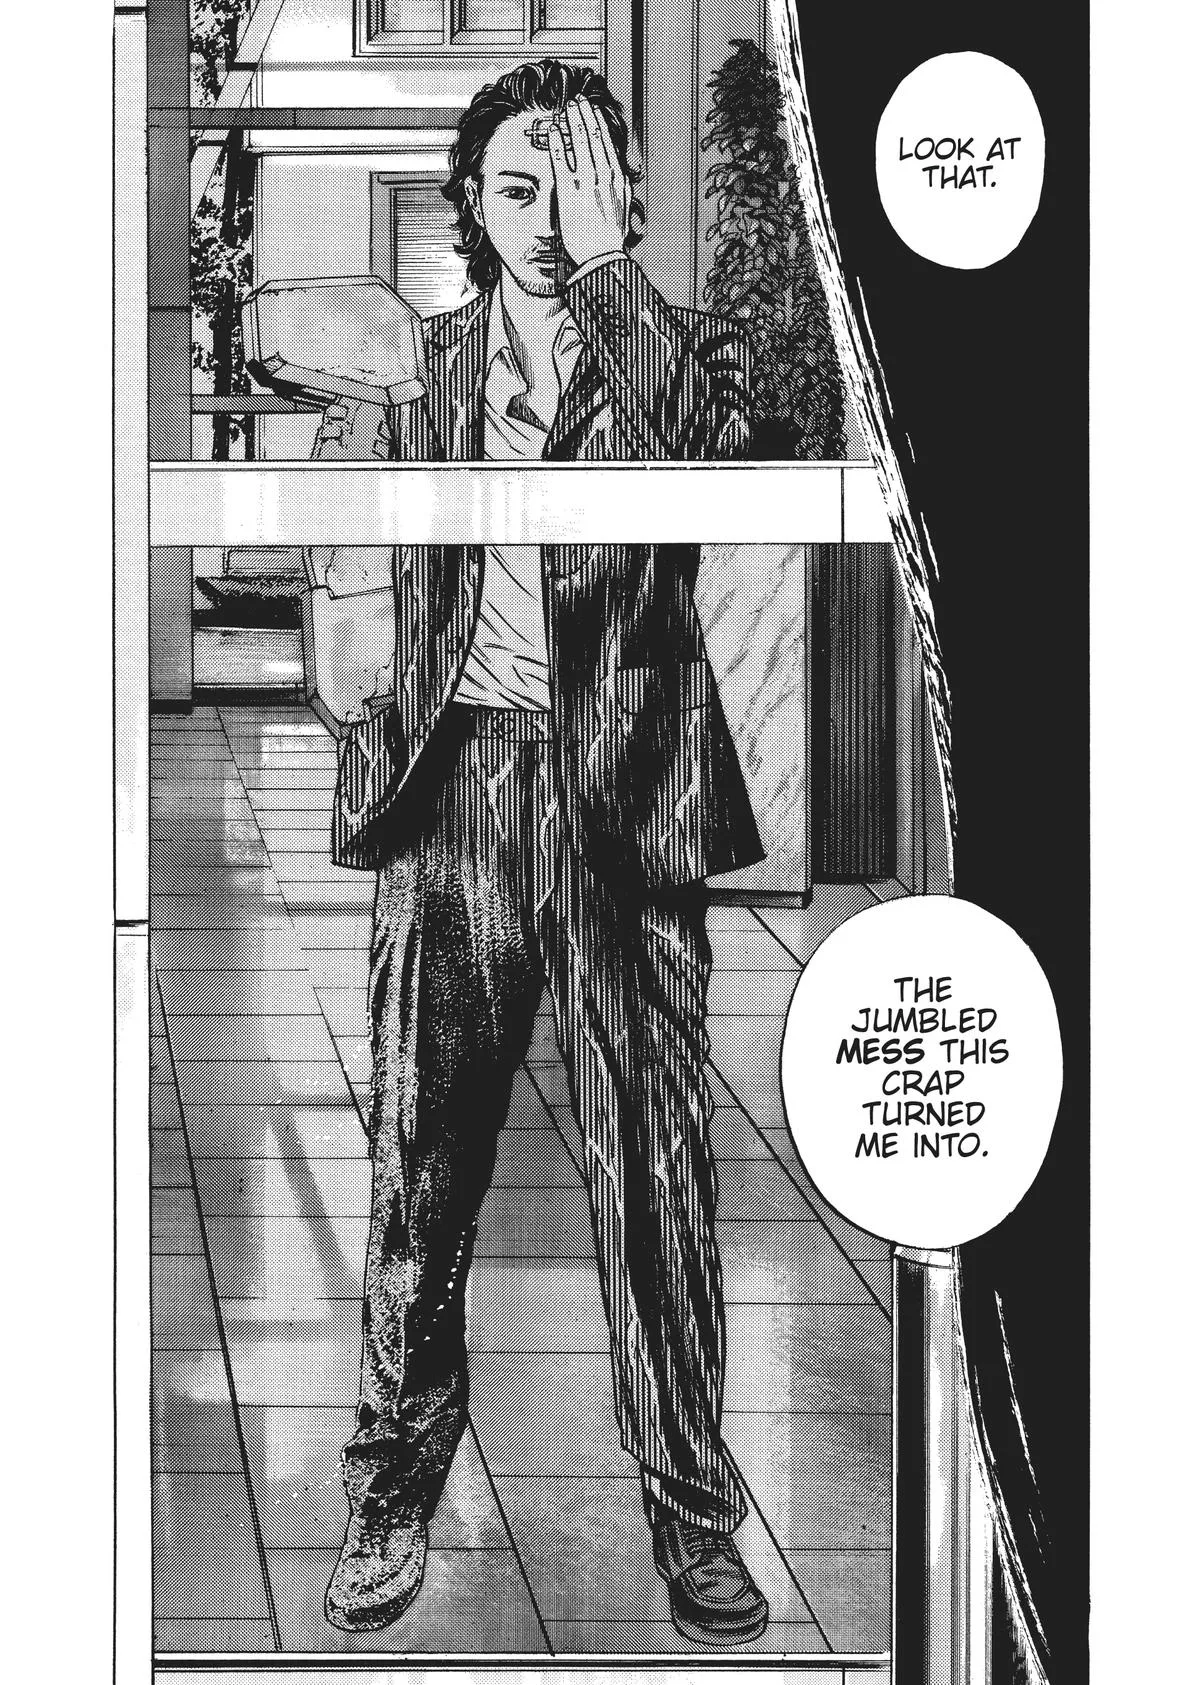 LOOK AT
THAT.
THE
JUMBLED
MESS THIS
CRAP
TURNED
ME INTO.